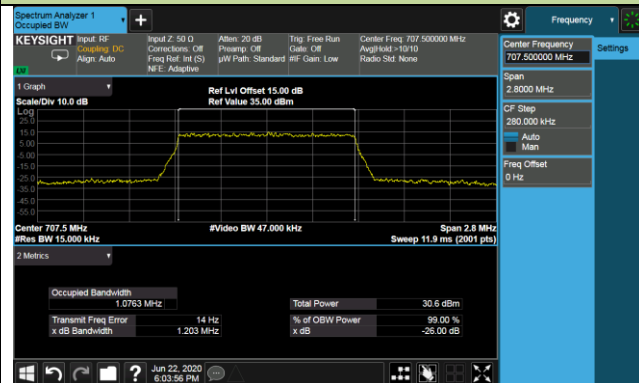 Spectrum Analyzer 1
Occupied BW
Frequency
KEYSIGHT
Input: RF
Coupling: DC
Align: Auto
Input Z: 50 Ω
Corrections: Off
Freq Ref: Int (S)
NFE: Adaptive
Atten: 20 dB
Preamp: Off
µW Path: Standard
Trig: Free Run
Gate: Off
#IF Gain: Low
Center Freq: 707.500000 MHz
Avg|Hold:>10/10
Radio Std: None
Center Frequency
707.500000 MHz
Settings
Span
2.8000 MHz
CF Step
280.000 kHz
Auto
Man
Freq Offset
0 Hz
1 Graph
Scale/Div 10.0 dB
Ref Lvl Offset 15.00 dB
Ref Value 35.00 dBm
Log
25.0
15.0
5.00
-5.00
-15.0
-25.0
-35.0
-45.0
-55.0
Center 707.5 MHz
#Res BW 15.000 kHz
#Video BW 47.000 kHz
Span 2.8 MHz
Sweep 11.9 ms (2001 pts)
2 Metrics
Occupied Bandwidth
1.0763 MHz
Total Power 30.6 dBm
Transmit Freq Error 14 Hz
% of OBW Power 99.00 %
x dB Bandwidth 1.203 MHz
x dB -26.00 dB
?
Jun 22, 2020
6:03:56 PM